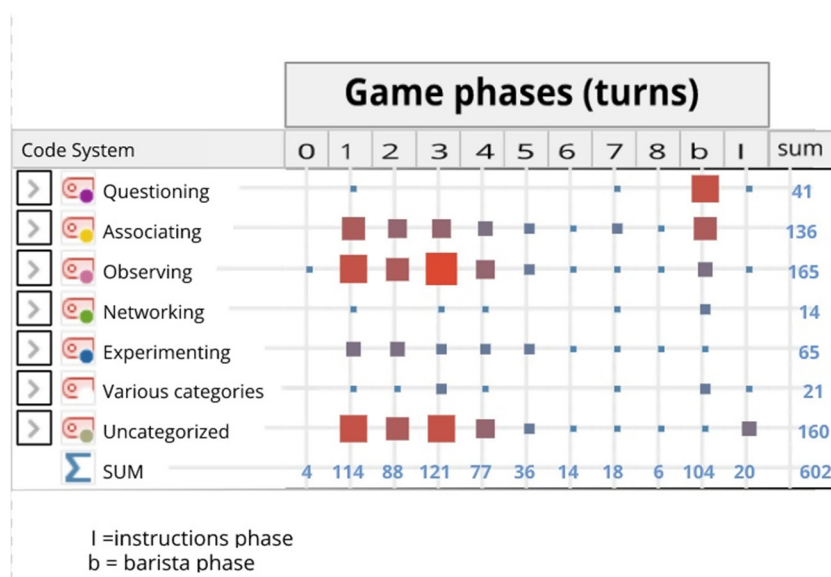 Game phases (turns)
Code System 0 1 2 3 4 5 6 7 8 b I sum
Questioning 41
Associating 136
Observing 165
Networking 14
Experimenting 65
Various categories 21
Uncategorized 160
Σ SUM 4 114 88 121 77 36 14 18 6 104 20 602
I =instructions phase
b = barista phase